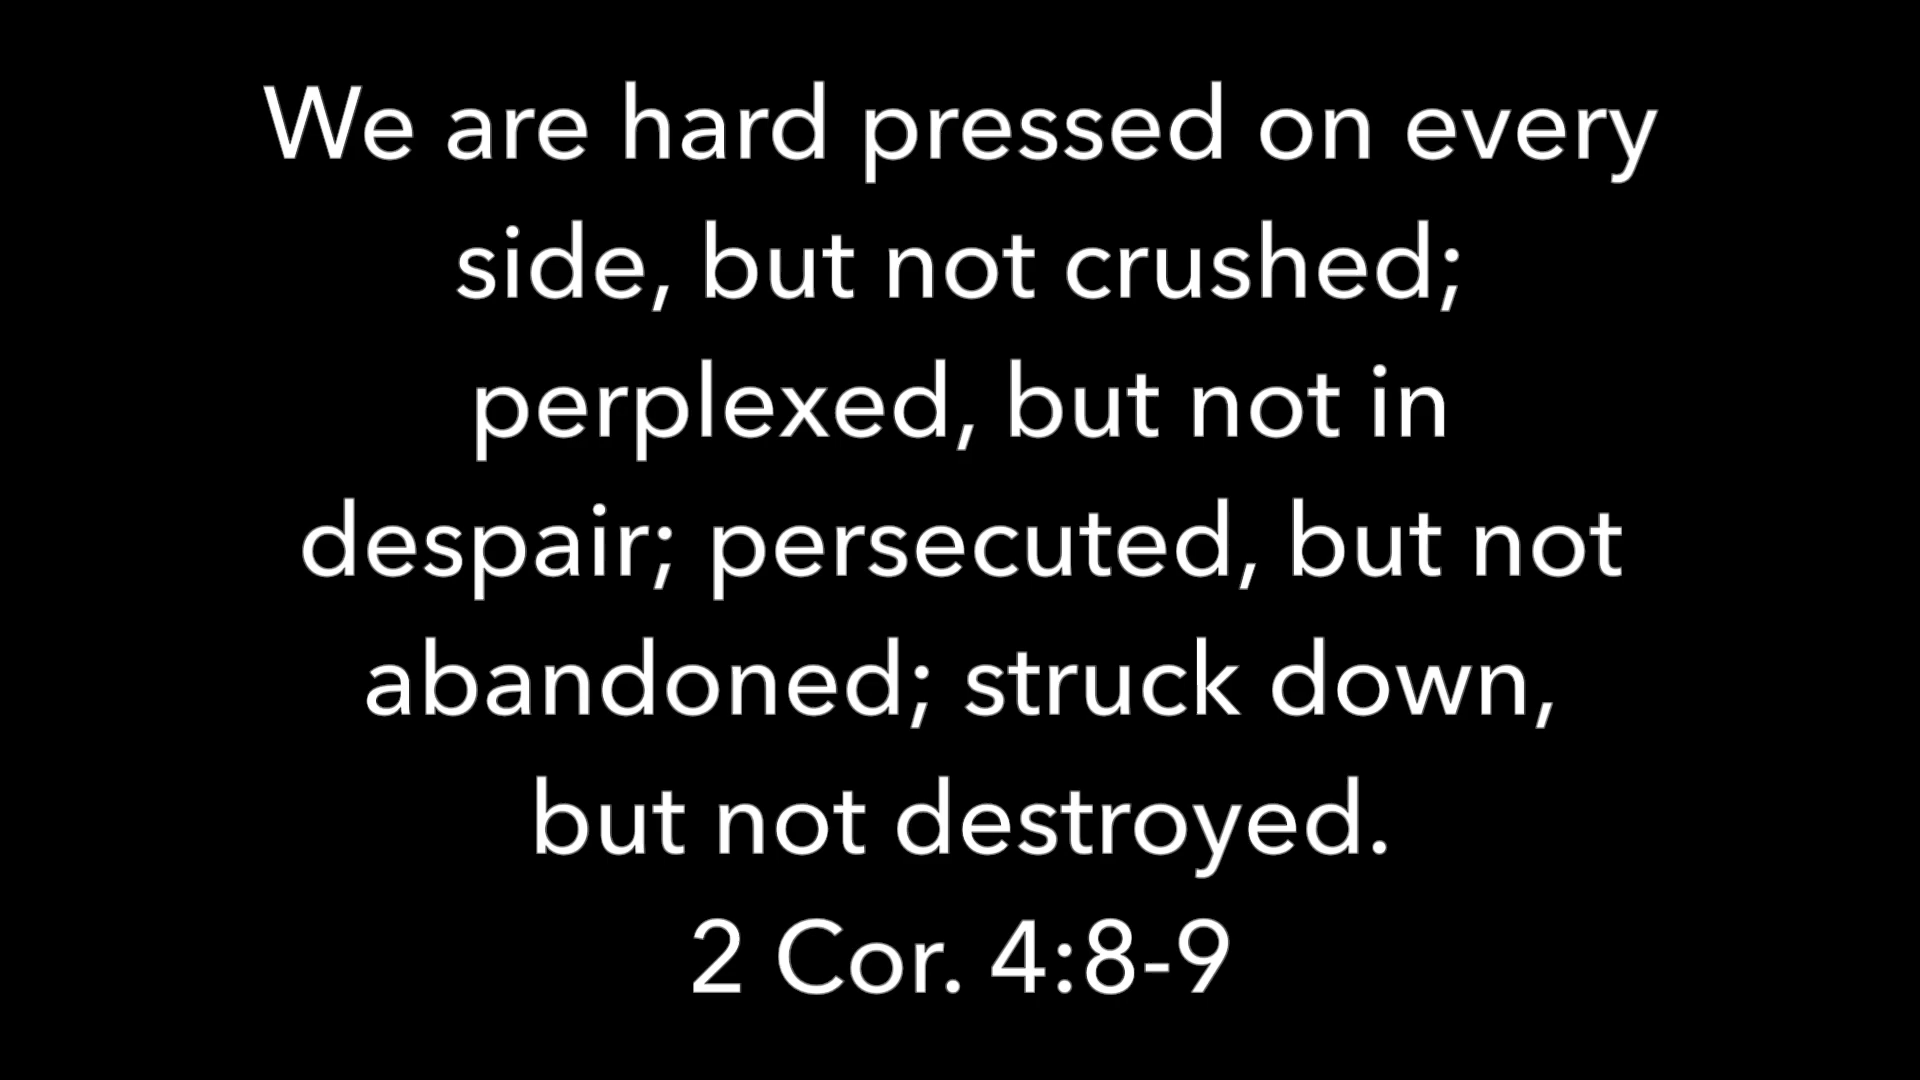 We are hard pressed on every
side, but not crushed;
perplexed, but not in
despair; persecuted, but not
abandoned; struck down,
but not destroyed.
2 Cor. 4:8-9